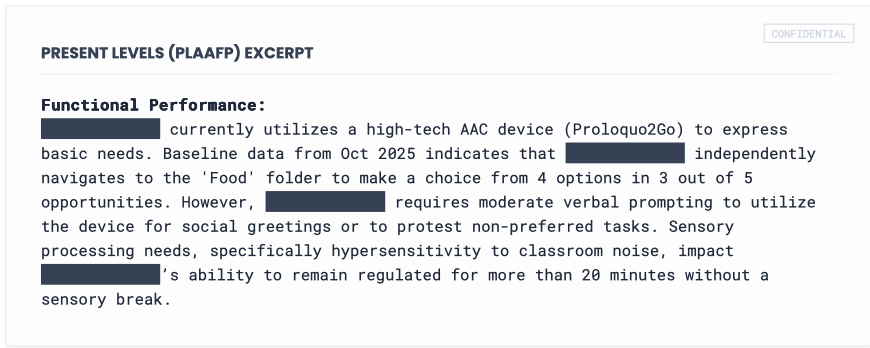 CONFIDENTIAL
PRESENT LEVELS (PLAAFP) EXCERPT
Functional Performance:
currently utilizes a high-tech AAC device (Proloquo2Go) to express
basic needs. Baseline data from Oct 2025 indicates that independently
navigates to the 'Food' folder to make a choice from 4 options in 3 out of 5
opportunities. However, requires moderate verbal prompting to utilize
the device for social greetings or to protest non-preferred tasks. Sensory
processing needs, specifically hypersensitivity to classroom noise, impact
’s ability to remain regulated for more than 20 minutes without a
sensory break.